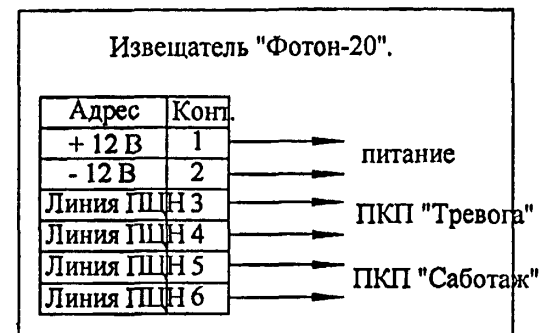 Извещатель "Фотон-20".
Адрес Конт.
+ 12 В 1
- 12 В 2
питание
Линия ПЦН 3
ПКП "Тревога"
Линия ПЦН 4
Линия ПЦН 5
ПКП "Саботаж"
Линия ПЦН 6